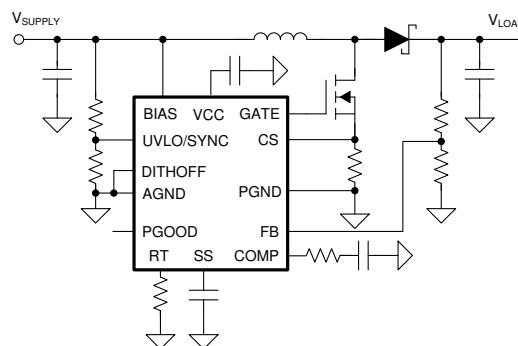 VSUPPLY
VLOA
BIAS VCC GATE
UVLO/SYNC CS
DITHOFF
AGND PGND
PGOOD FB
RT SS COMP